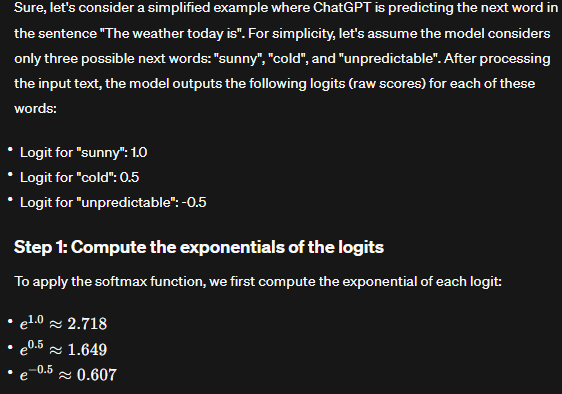 Sure, let's consider a simplified example where ChatGPT is predicting the next word in
the sentence "The weather today is". For simplicity, let's assume the model considers
only three possible next words: "sunny", "cold", and "unpredictable". After processing
the input text, the model outputs the following logits (raw scores) for each of these
words:
• Logit for "sunny": 1.0
• Logit for "cold": 0.5
• Logit for "unpredictable": -0.5
Step 1: Compute the exponentials of the logits
To apply the softmax function, we first compute the exponential of each logit:
• e^1.0 ≈ 2.718
• e^0.5 ≈ 1.649
• e^−0.5 ≈ 0.607